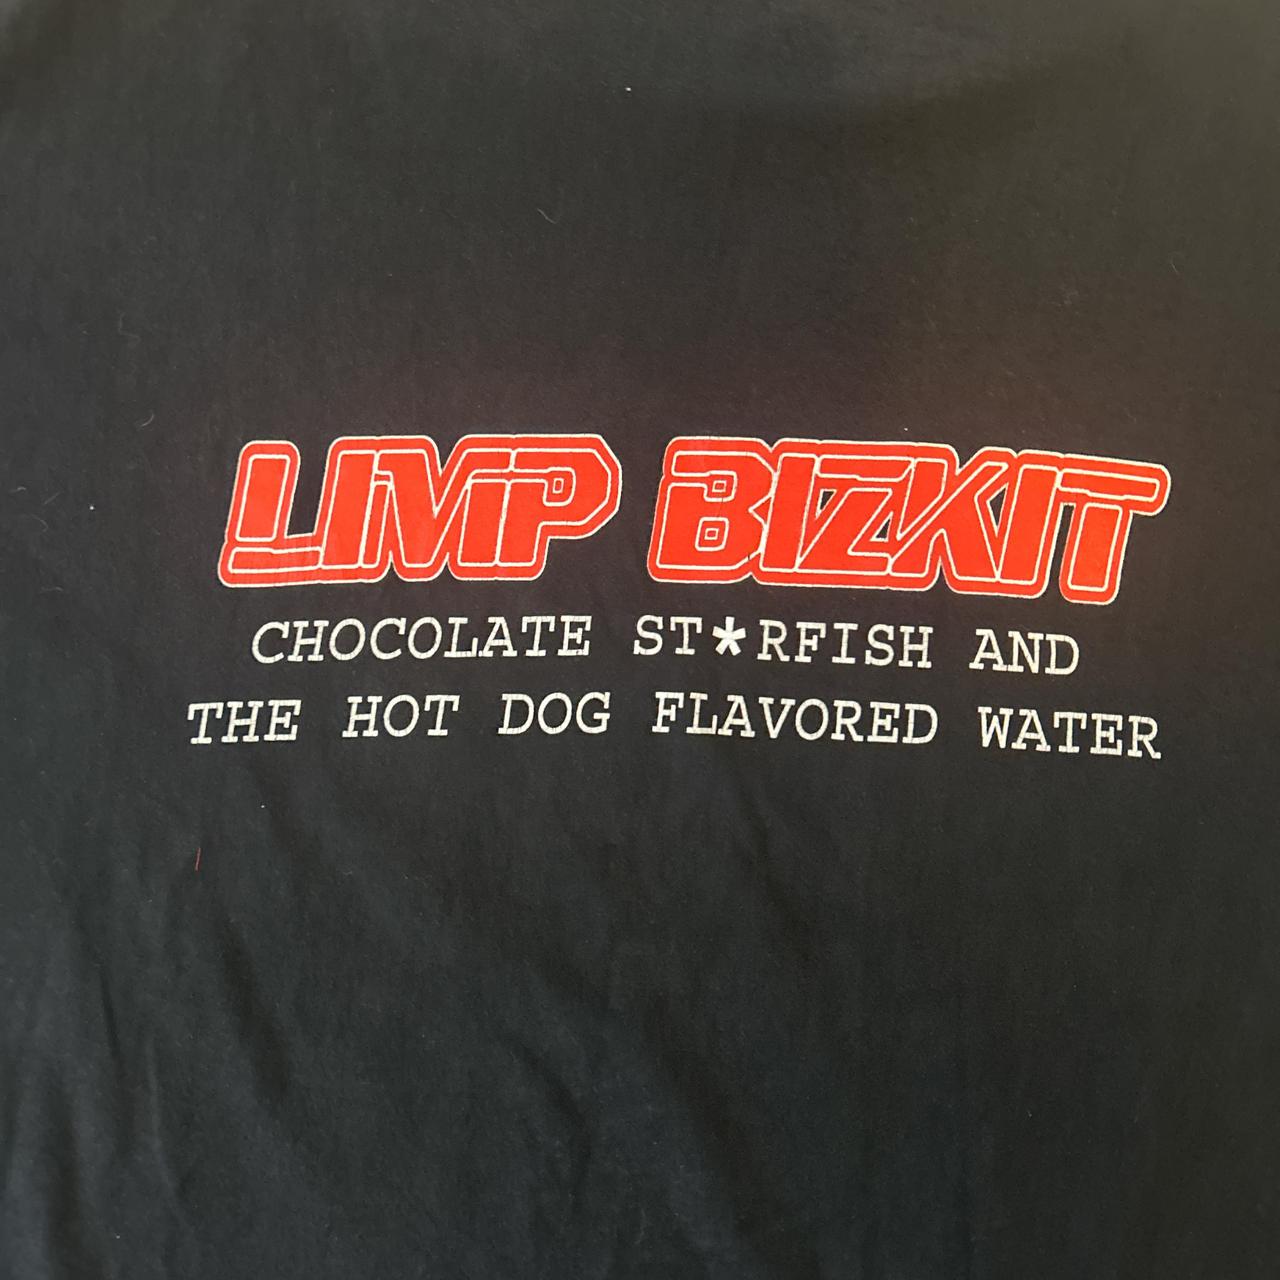 LIMP BIZKIT
CHOCOLATE ST*RFISH AND
THE HOT DOG FLAVORED WATER